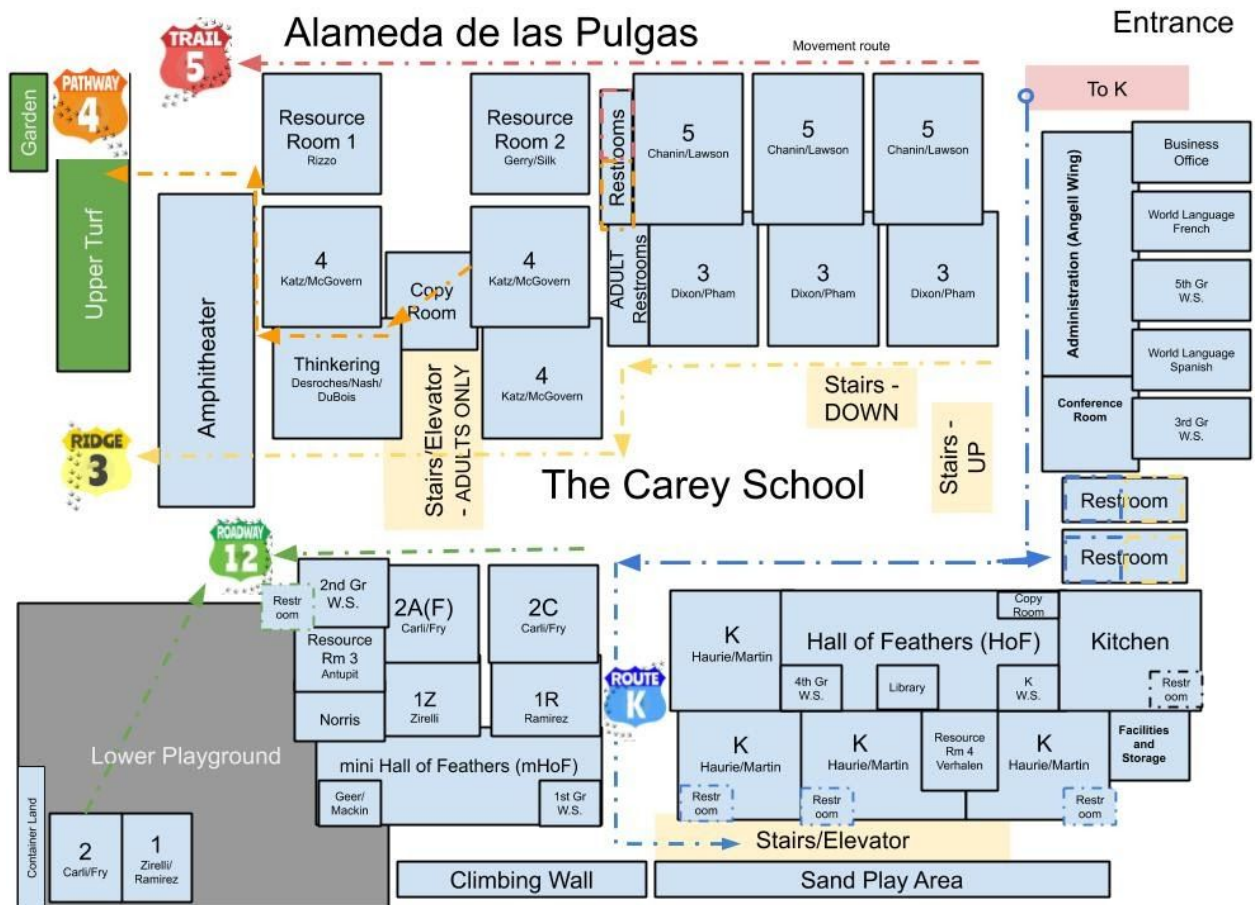 Alameda de las Pulgas
Entrance
TRAIL
5
Movement route
To K
PATHWAY
4
Garden
Upper Turf
Amphitheater
Resource
Room 1
Rizzo
Resource
Room 2
Gerry/Silk
Restrooms
5
Chanin/Lawson
5
Chanin/Lawson
5
Chanin/Lawson
4
Katz/McGovern
Copy
Room
4
Katz/McGovern
ADULT
Restrooms
3
Dixon/Pham
3
Dixon/Pham
3
Dixon/Pham
Thinkering
Desroches/Nash/
DuBois
Stairs/Elevator
- ADULTS ONLY
4
Katz/McGovern
Stairs -
DOWN
Stairs -
UP
Administration (Angell Wing)
Business
Office
World Language
French
5th Gr
W.S.
World Language
Spanish
Conference
Room
3rd Gr
W.S.
Restroom
Restroom
RIDGE
3
The Carey School
ROADWAY
12
Restr
oom
2nd Gr
W.S.
2A(F)
Carli/Fry
2C
Carli/Fry
Resource
Rm 3
Antupit
Norris
1Z
Zirelli
1R
Ramirez
mini Hall of Feathers (mHoF)
Geer/
Mackin
1st Gr
W.S.
Lower Playground
Container Land
2
Carli/Fry
1
Zirelli/
Ramirez
ROUTE
K
K
Haurie/Martin
Hall of Feathers (HoF)
Copy
Room
Kitchen
Restr
oom
4th Gr
W.S.
Library
K
W.S.
K
Haurie/Martin
Restr
oom
K
Haurie/Martin
Restr
oom
Resource
Rm 4
Verhalen
K
Haurie/Martin
Restr
oom
Facilities
and
Storage
Stairs/Elevator
Climbing Wall
Sand Play Area